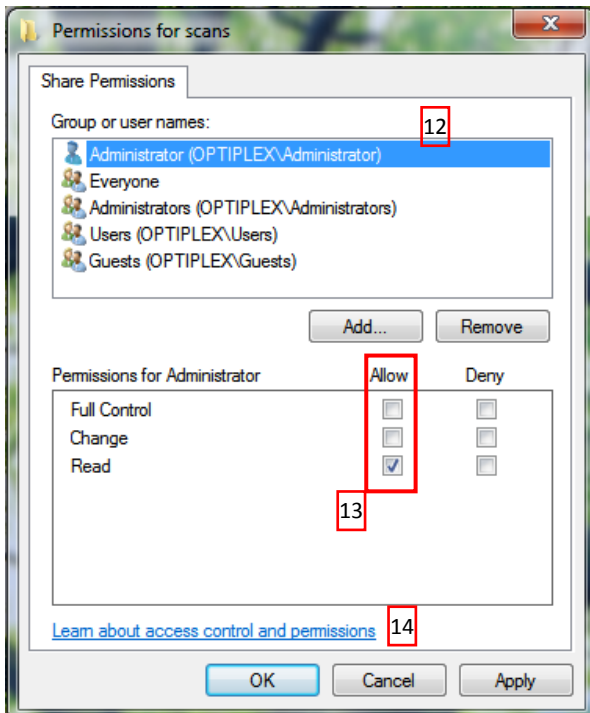 Permissions for scans
X
Share Permissions
Group or user names:
12
Administrator (OPTIPLEX\Administrator)
Everyone
Administrators (OPTIPLEX\Administrators)
Users (OPTIPLEX\Users)
Guests (OPTIPLEX\Guests)
Add... Remove
Permissions for Administrator Allow Deny
Full Control
Change
Read
13
Learn about access control and permissions 14
OK Cancel Apply